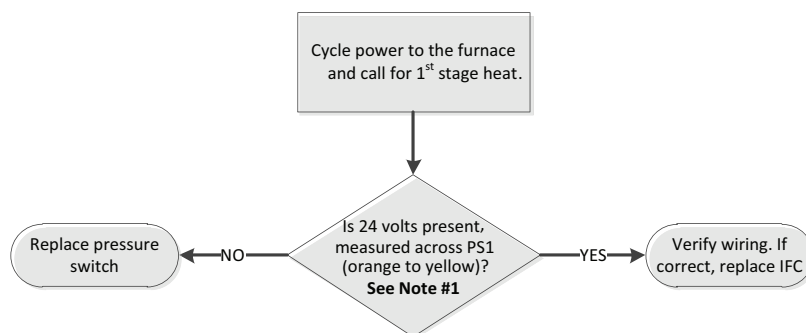 Cycle power to the furnace
and call for 1st stage heat.
Is 24 volts present,
measured across PS1
(orange to yellow)?
See Note #1
NO
Replace pressure
switch
YES
Verify wiring. If
correct, replace IFC